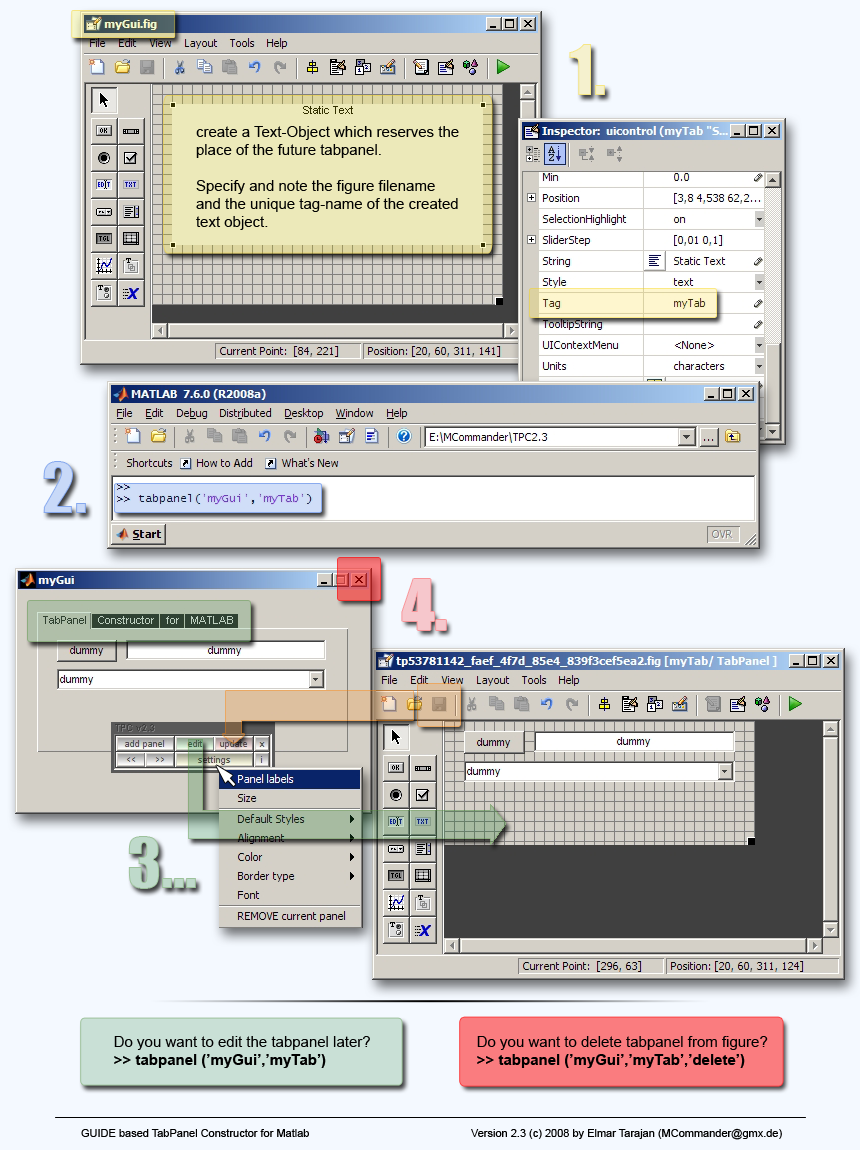 myGui.fig
File Edit View Layout Tools Help
1.
Static Text
create a Text-Object which reserves the
place of the future tabpanel.
Specify and note the figure filename
and the unique tag-name of the created
text object.
OK
EDIT TXT
TGL
Current Point: [84, 221] Position: [20, 60, 311, 141]
Inspector: uicontrol (myTab "S...
Min 0.0
Position [3,8 4,538 62,2...
SelectionHighlight on
SliderStep [0,01 0,1]
String Static Text
Style text
Tag myTab
TooltipString
UIContextMenu <None>
Units characters
MATLAB 7.6.0 (R2008a)
File Edit Debug Distributed Desktop Window Help
E:\MCommander\TPC2.3 ...
Shortcuts How to Add What's New
2.
>>
>> tabpanel('myGui','myTab')
Start OVR
myGui
4.
TabPanel Constructor for MATLAB
dummy dummy
dummy
TPC V2.3
add panel edit update x
<< >> settings i
Panel labels
Size
Default Styles
Alignment
Color
Border type
Font
REMOVE current panel
3...
tp53781142_faef_4f7d_85e4_839f3cef5ea2.fig [myTab/ TabPanel ]
File Edit View Layout Tools Help
dummy dummy
dummy
OK
EDIT TXT
TGL
Current Point: [296, 63] Position: [20, 60, 311, 124]
Do you want to edit the tabpanel later?
>> tabpanel ('myGui','myTab')
Do you want to delete tabpanel from figure?
>> tabpanel ('myGui','myTab','delete')
GUIDE based TabPanel Constructor for Matlab
Version 2.3 (c) 2008 by Elmar Tarajan (MCommander@gmx.de)